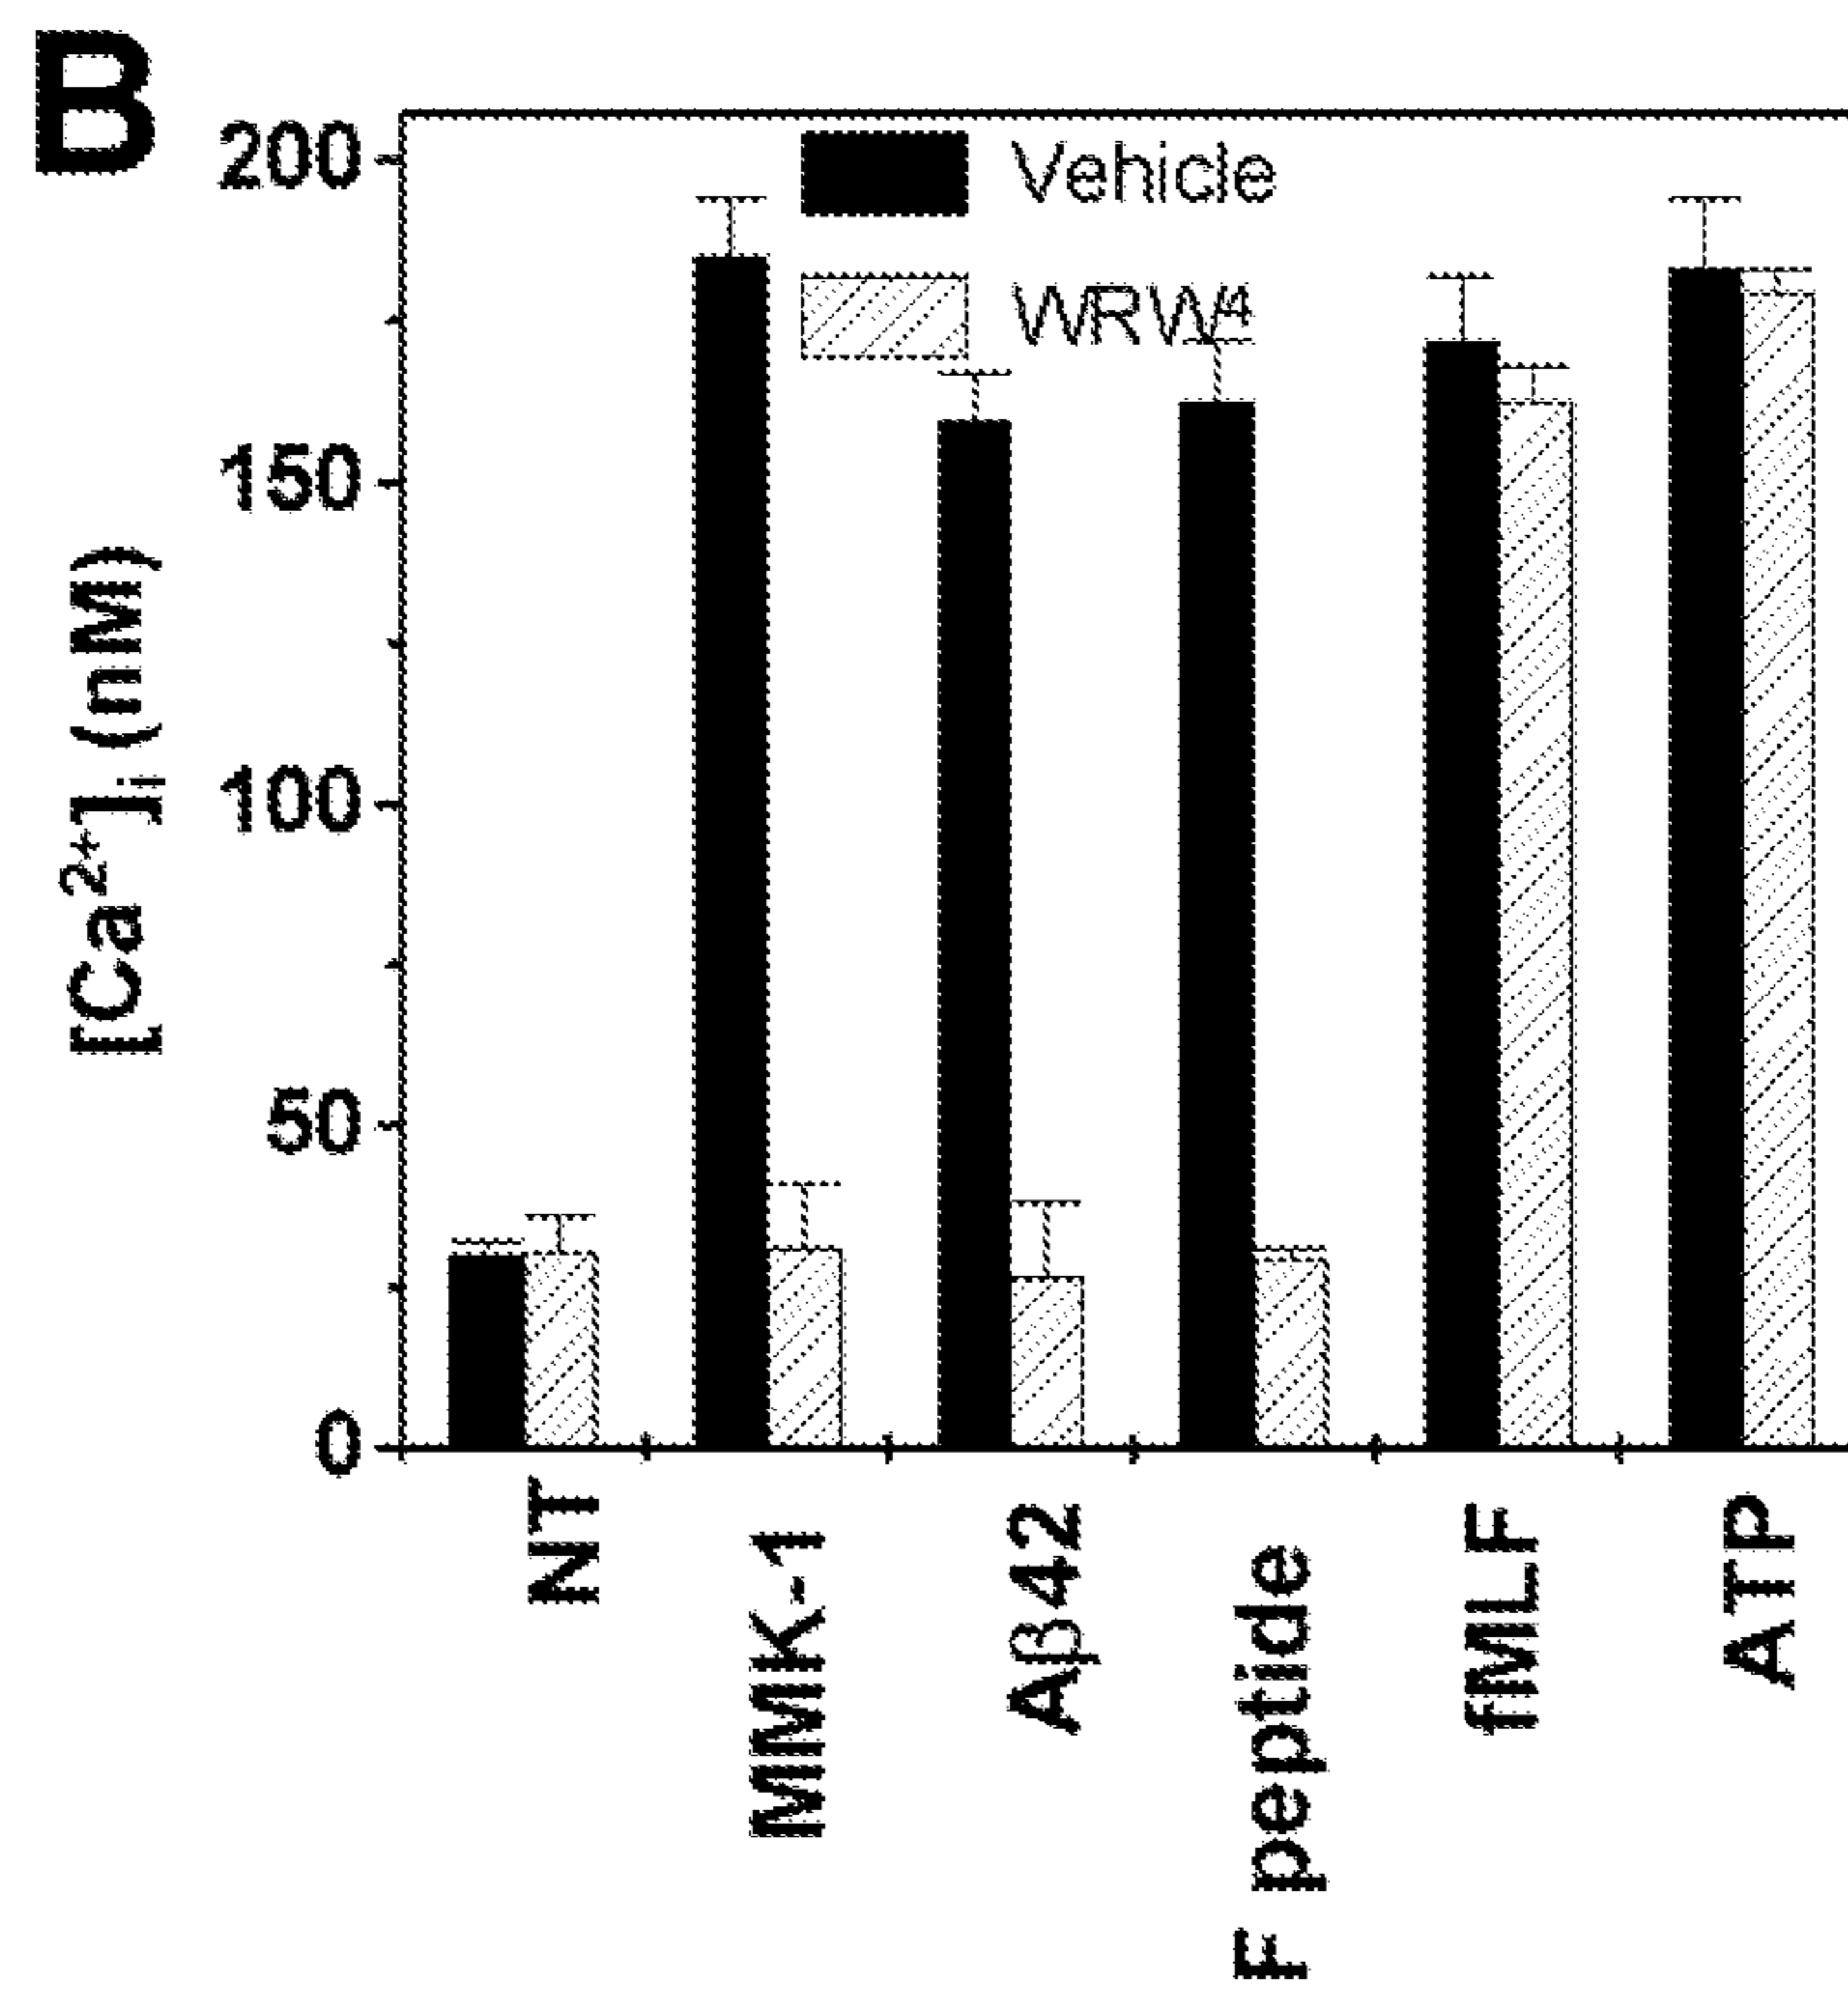 B
200
150
100
50
0
[Ca²⁺]ᵢ (nM)
Vehicle
WRW4
NT
MMK-1
Aβ42
F peptide
fMLF
ATP